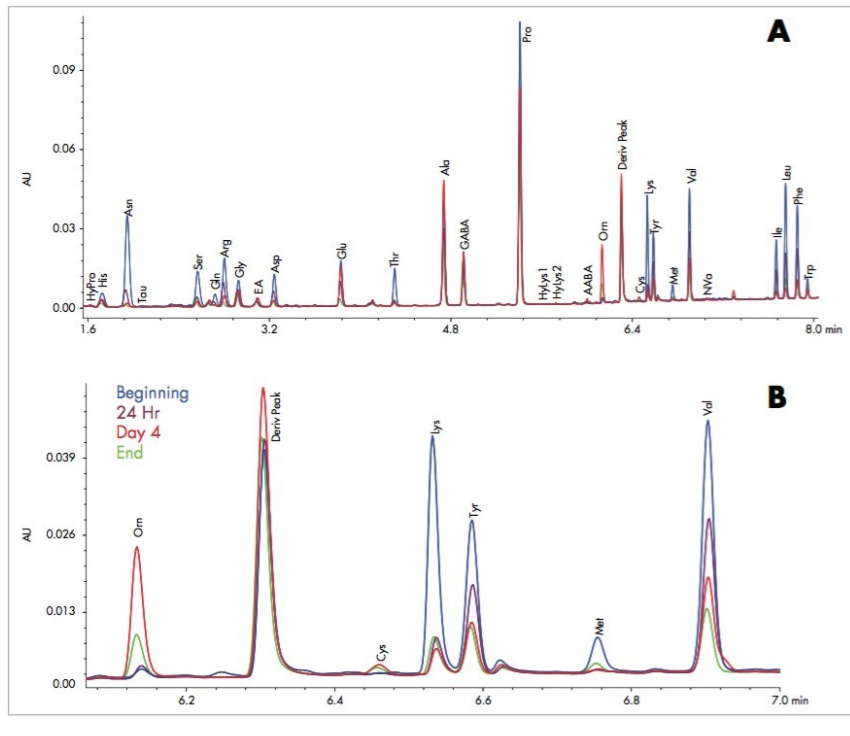 A
AU
0.09
0.06
0.03
0.00
HyPro
His
Asn
Tau
Ser
Gln
Arg
Gly
EA
Asp
Glu
Thr
Ala
GABA
Pro
HyLys1
HyLys2
AABA
Orn
Deriv Peak
Cys
Lys
Tyr
Met
Val
NVa
Ile
Leu
Phe
Trp
1.6
3.2
4.8
6.4
8.0 min
B
Beginning
24 Hr
Day 4
End
AU
0.039
0.026
0.013
0.00
Orn
Deriv Peak
Cys
Lys
Tyr
Met
Val
6.2
6.4
6.6
6.8
7.0 min